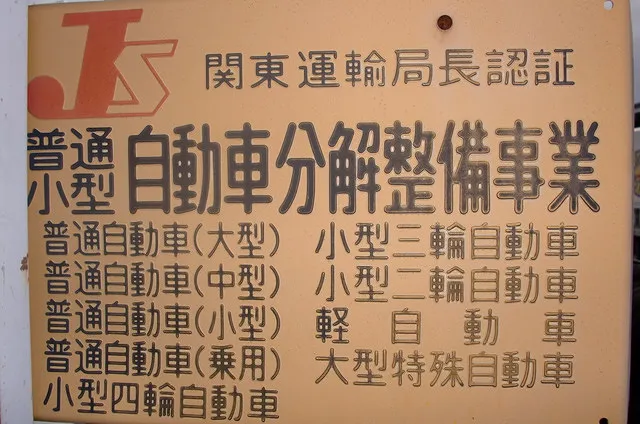 JS
関東運輸局長認証
普通小型 自動車分解整備事業
普通自動車(大型) 小型三輪自動車
普通自動車(中型) 小型二輪自動車
普通自動車(小型) 軽自動車
普通自動車(乗用) 大型特殊自動車
小型四輪自動車